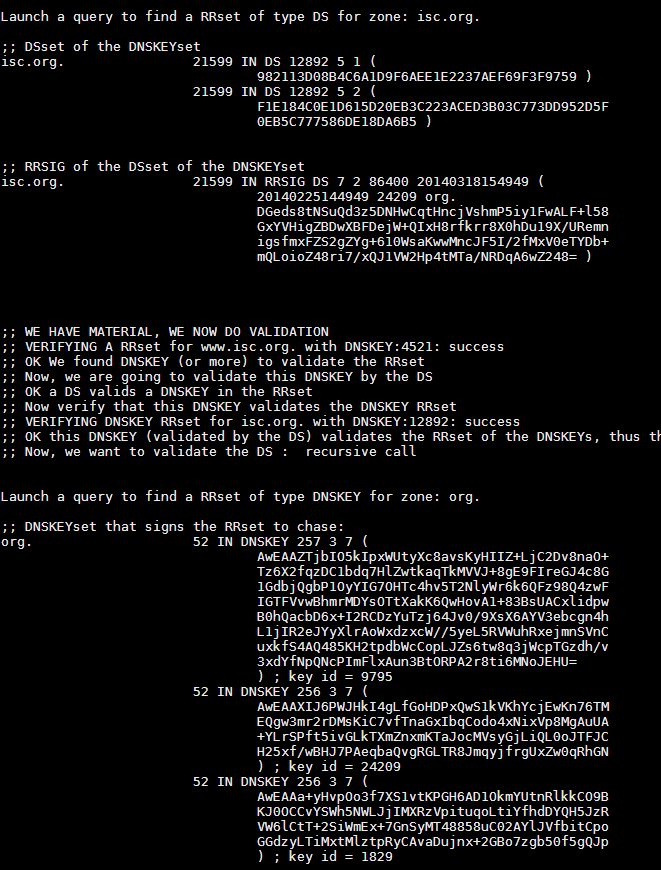 Launch a query to find a RRset of type DS for zone: isc.org.
;; DSset of the DNSKEYset
isc.org. 21599 IN DS 12892 5 1 (
982113D08B4C6A1D9F6AEE1E2237AEF69F3F9759 )
21599 IN DS 12892 5 2 (
F1E184C0E1D615D20EB3C223ACED3B03C773DD952D5F
0EB5C777586DE18DA6B5 )
;; RRSIG of the DSset of the DNSKEYset
isc.org. 21599 IN RRSIG DS 7 2 86400 20140318154949 (
20140225144949 24209 org.
DGeds8tNSuQd3z5DNHwCqtHncjVshmP5iy1FwALF+l58
GxYVHigZBDwXBFDejW+QIxH8rfkrr8X0hDu19X/URemn
igsfmxFZS2gZYg+610WsaKwwMncJF5I/2fMxV0eTYDb+
mQLoioZ48ri7/xQJ1VW2Hp4tMTa/NRDqA6wZ248= )
;; WE HAVE MATERIAL, WE NOW DO VALIDATION
;; VERIFYING A RRset for www.isc.org. with DNSKEY:4521: success
;; OK We found DNSKEY (or more) to validate the RRset
;; Now, we are going to validate this DNSKEY by the DS
;; OK a DS valids a DNSKEY in the RRset
;; Now verify that this DNSKEY validates the DNSKEY RRset
;; VERIFYING DNSKEY RRset for isc.org. with DNSKEY:12892: success
;; OK this DNSKEY (validated by the DS) validates the RRset of the DNSKEYs, thus th
;; Now, we want to validate the DS :  recursive call
Launch a query to find a RRset of type DNSKEY for zone: org.
;; DNSKEYset that signs the RRset to chase:
org. 52 IN DNSKEY 257 3 7 (
AwEAAZTjbIO5kIpxWUtyXc8avsKyHIIZ+LjC2Dv8naO+
Tz6X2fqzDC1bdq7HlZwtkaqTkMVVJ+8gE9FIreGJ4c8G
1GdbjQgbP1OyYIG7OHTc4hv5T2NlyWr6k6QFz98Q4zwF
IGTFVvwBhmrMDYsOTtXakK6QwHovA1+83BsUACxlidpw
B0hQacbD6x+I2RCDzYuTzj64Jv0/9XsX6AYV3ebcgn4h
L1jIR2eJYyXlrAoWxdzxcW//5yeL5RVWuhRxejmnSVnC
uxkfS4AQ485KH2tpdbWcCopLJZs6tw8q3jWcpTGzdh/v
3xdYfNpQNcPImFlxAun3BtORPA2r8ti6MNoJEHU=
) ; key id = 9795
52 IN DNSKEY 256 3 7 (
AwEAAXIJ6PWJHkI4gLfGoHDPxQwS1kVKhYcjEwKn76TM
EQgw3mr2rDMsKiC7vfTnaGxIbqCodo4xNixVp8MgAuUA
+YLrSPft5ivGLkTXmZnxmKTaJocMVsyGjLiQL0oJTFJC
H25xf/wBHJ7PAeqbaQvgRGLTR8JmqyjfrgUxZw0qRhGN
) ; key id = 24209
52 IN DNSKEY 256 3 7 (
AwEAAa+yHvpOo3f7XS1vtKPGH6AD1OkmYUtnRlkkCO9B
KJ0OCCvYSWh5NWLJjIMXRzVpituqoLtiYfhdDYQH5JzR
VW6lCtT+2SiWmEx+7GnSyMT48858uC02AYlJVfbitCpo
GGdzyLTiMxtMlztpRyCAvaDujnx+2GBo7zgb50f5gQJp
) ; key id = 1829